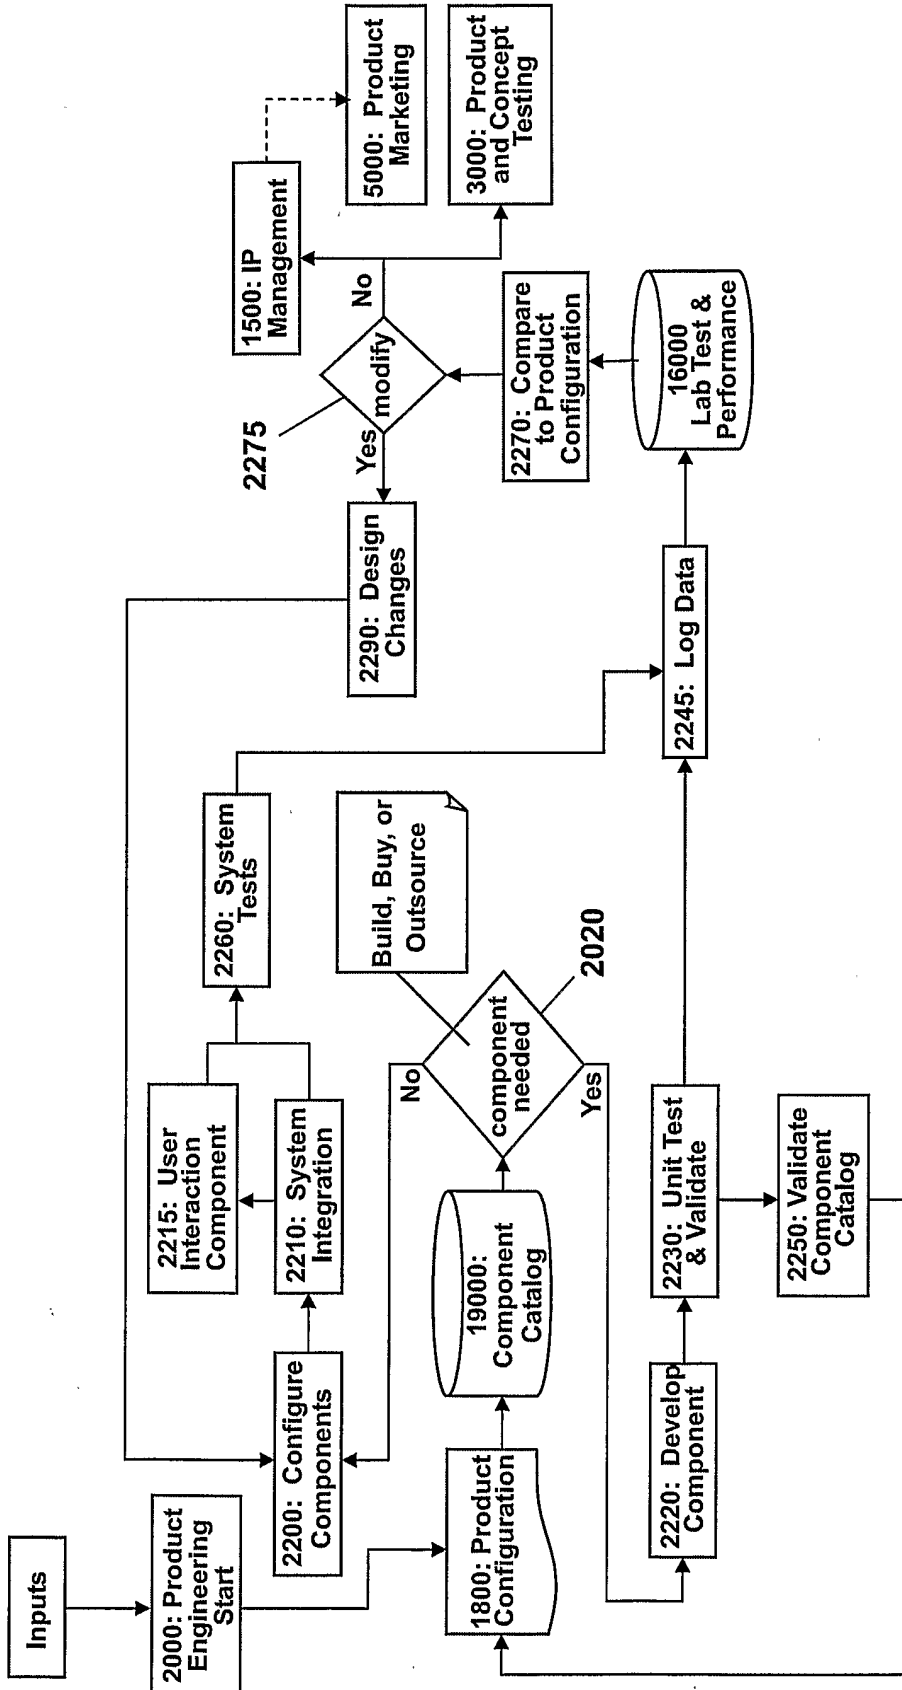 Inputs
2000: Product
Engineering
Start
1800: Product
Configuration
2200: Configure
Components
2210: System
Integration
2215: User
Interaction
Component
2260: System
Tests
19000:
Component
Catalog
component
needed
2020
No
Yes
Build, Buy, or
Outsource
2220: Develop
Component
2230: Unit Test
& Validate
2250: Validate
Component
Catalog
2245: Log Data
16000
Lab Test &
Performance
2270: Compare
to Product
Configuration
modify
2275
Yes
No
2290: Design
Changes
1500: IP
Management
5000: Product
Marketing
3000: Product
and Concept
Testing